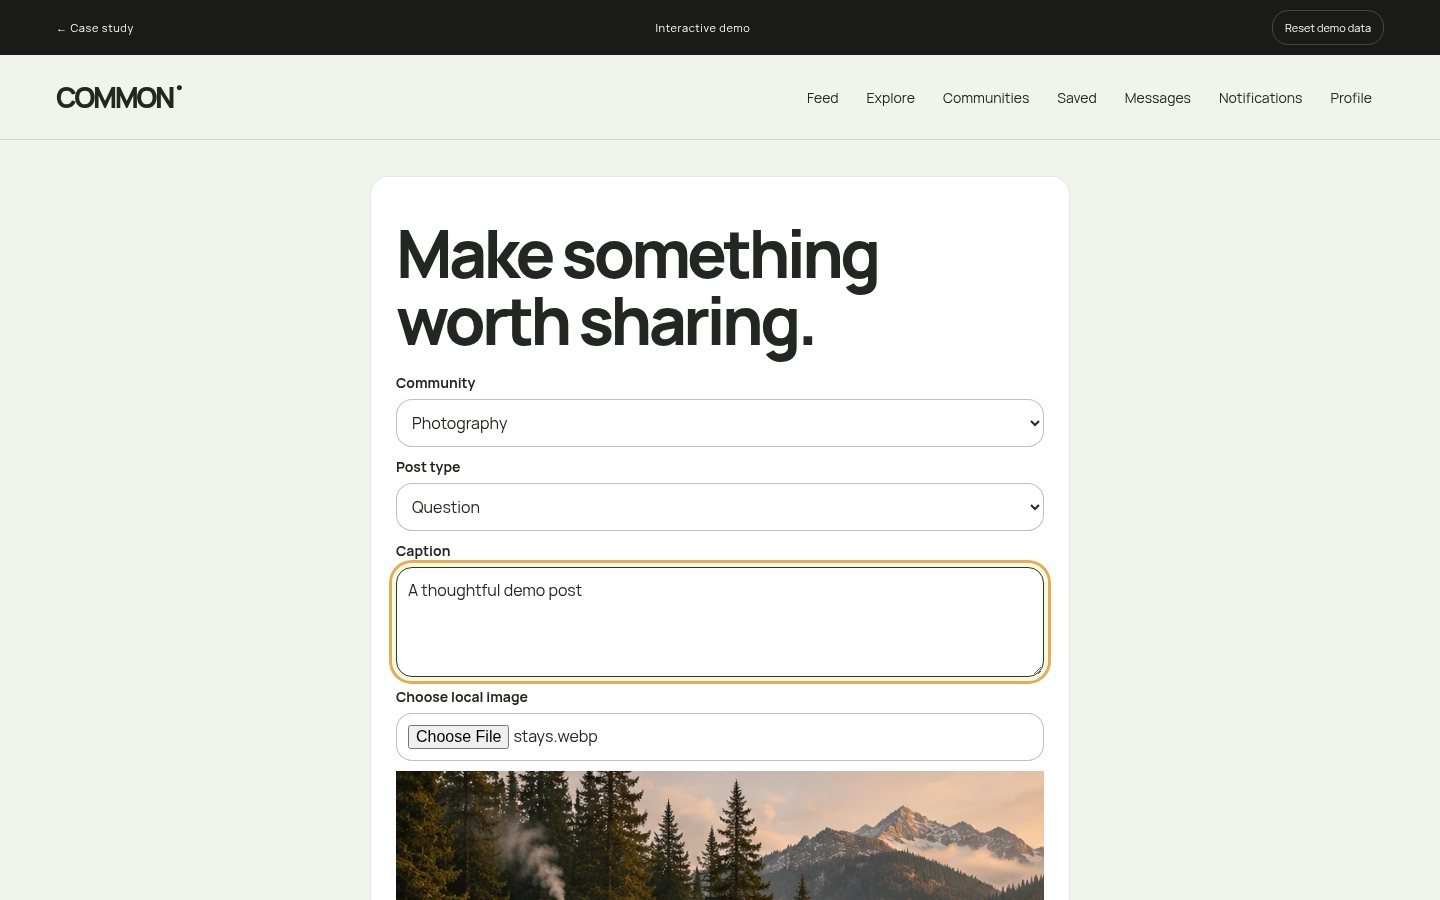 ← Case study
Interactive demo
Reset demo data
COMMON
Feed
Explore
Communities
Saved
Messages
Notifications
Profile
Make something
worth sharing.
Community
Photography
Post type
Question
Caption
A thoughtful demo post
Choose local image
Choose File stays.webp